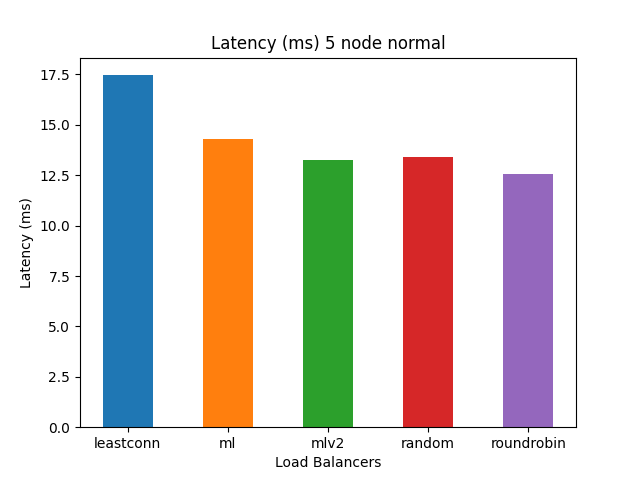 Latency (ms) 5 node normal
Latency (ms)
17.5
15.0
12.5
10.0
7.5
5.0
2.5
0.0
leastconn ml mlv2 random roundrobin
Load Balancers